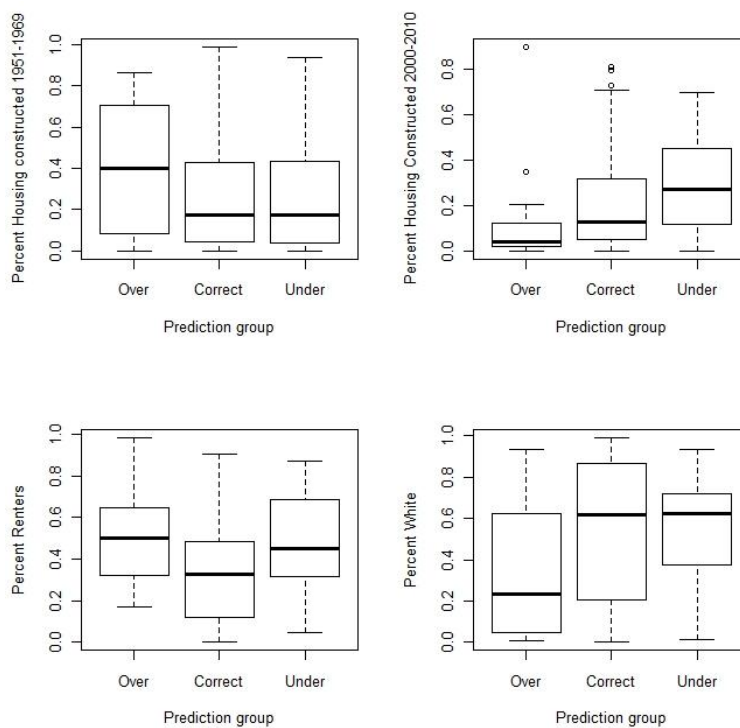 Percent Housing constructed 1951-1969
1.0
0.8
0.6
0.4
0.2
0.0
Over Correct Under
Prediction group
Percent Housing Constructed 2000-2010
0.8
0.6
0.4
0.2
0.0
Over Correct Under
Prediction group
Percent Renters
1.0
0.8
0.6
0.4
0.2
0.0
Over Correct Under
Prediction group
Percent White
1.0
0.8
0.6
0.4
0.2
0.0
Over Correct Under
Prediction group